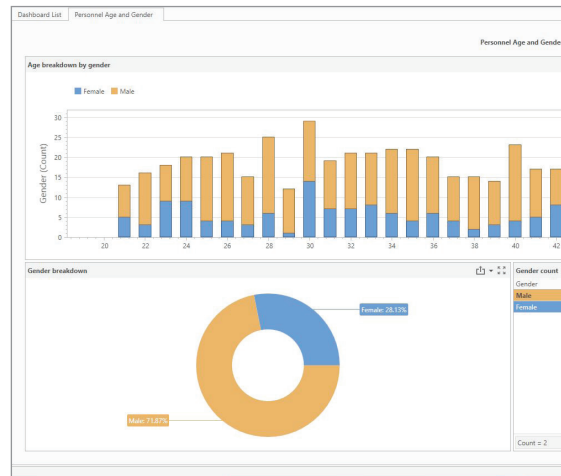 Dashboard List Personnel Age and Gender
Personnel Age and Gende
Age breakdown by gender
Female Male
30
25
20
15
10
5
0
Gender (Count)
20 22 24 26 28 30 32 34 36 38 40 42
Gender breakdown
Gender count
Gender
Male
Female
Female: 28.13%
Male: 71.87%
Count = 2